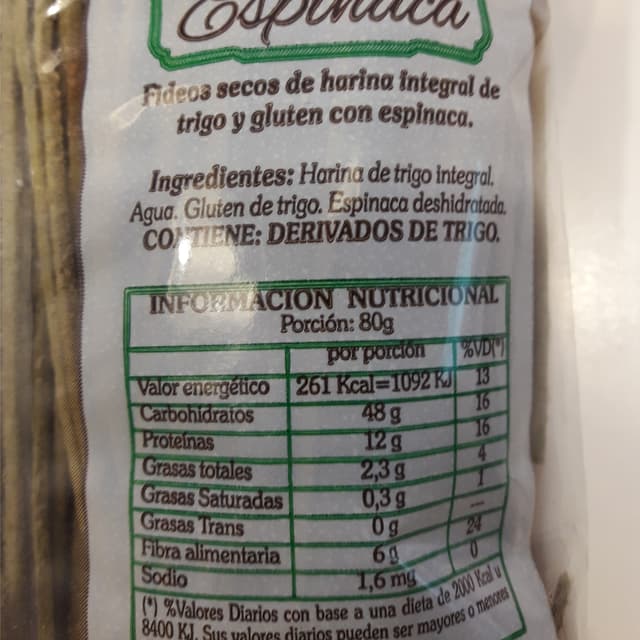 Espinaca
Fideos secos de harina integral de
trigo y gluten con espinaca.
Ingredientes: Harina de trigo integral.
Agua. Gluten de trigo. Espinaca deshidratada.
CONTIENE: DERIVADOS DE TRIGO.
INFORMACION NUTRICIONAL
Porción: 80g
por porción %VD(*)
Valor energético 261 Kcal=1092 KJ 13
Carbohidratos 48 g 16
Proteínas 12 g 16
Grasas totales 2,3 g 4
Grasas Saturadas 0,3 g 1
Grasas Trans 0 g —
Fibra alimentaria 6 g 24
Sodio 1,6 mg 0
(*) %Valores Diarios con base a una dieta de 2000 Kcal u
8400 KJ. Sus valores diarios pueden ser mayores o menores